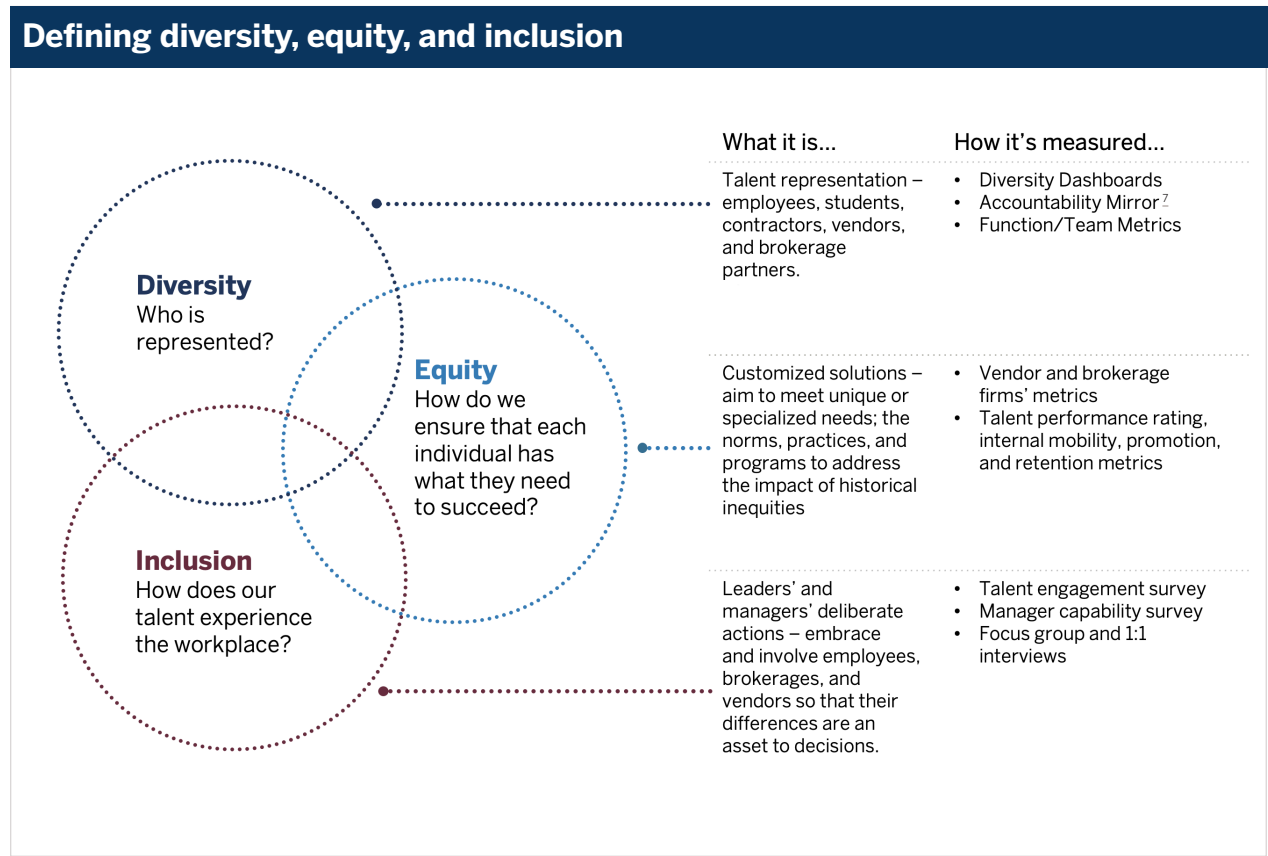 Defining diversity, equity, and inclusion
Diversity
Who is
represented?
Equity
How do we
ensure that each
individual has
what they need
to succeed?
Inclusion
How does our
talent experience
the workplace?
What it is...
How it's measured...
Talent representation –
employees, students,
contractors, vendors,
and brokerage
partners.
• Diversity Dashboards
• Accountability Mirror 7
• Function/Team Metrics
Customized solutions –
aim to meet unique or
specialized needs; the
norms, practices, and
programs to address
the impact of historical
inequities
• Vendor and brokerage
firms' metrics
• Talent performance rating,
internal mobility, promotion,
and retention metrics
Leaders' and
managers' deliberate
actions – embrace
and involve employees,
brokerages, and
vendors so that their
differences are an
asset to decisions.
• Talent engagement survey
• Manager capability survey
• Focus group and 1:1
interviews